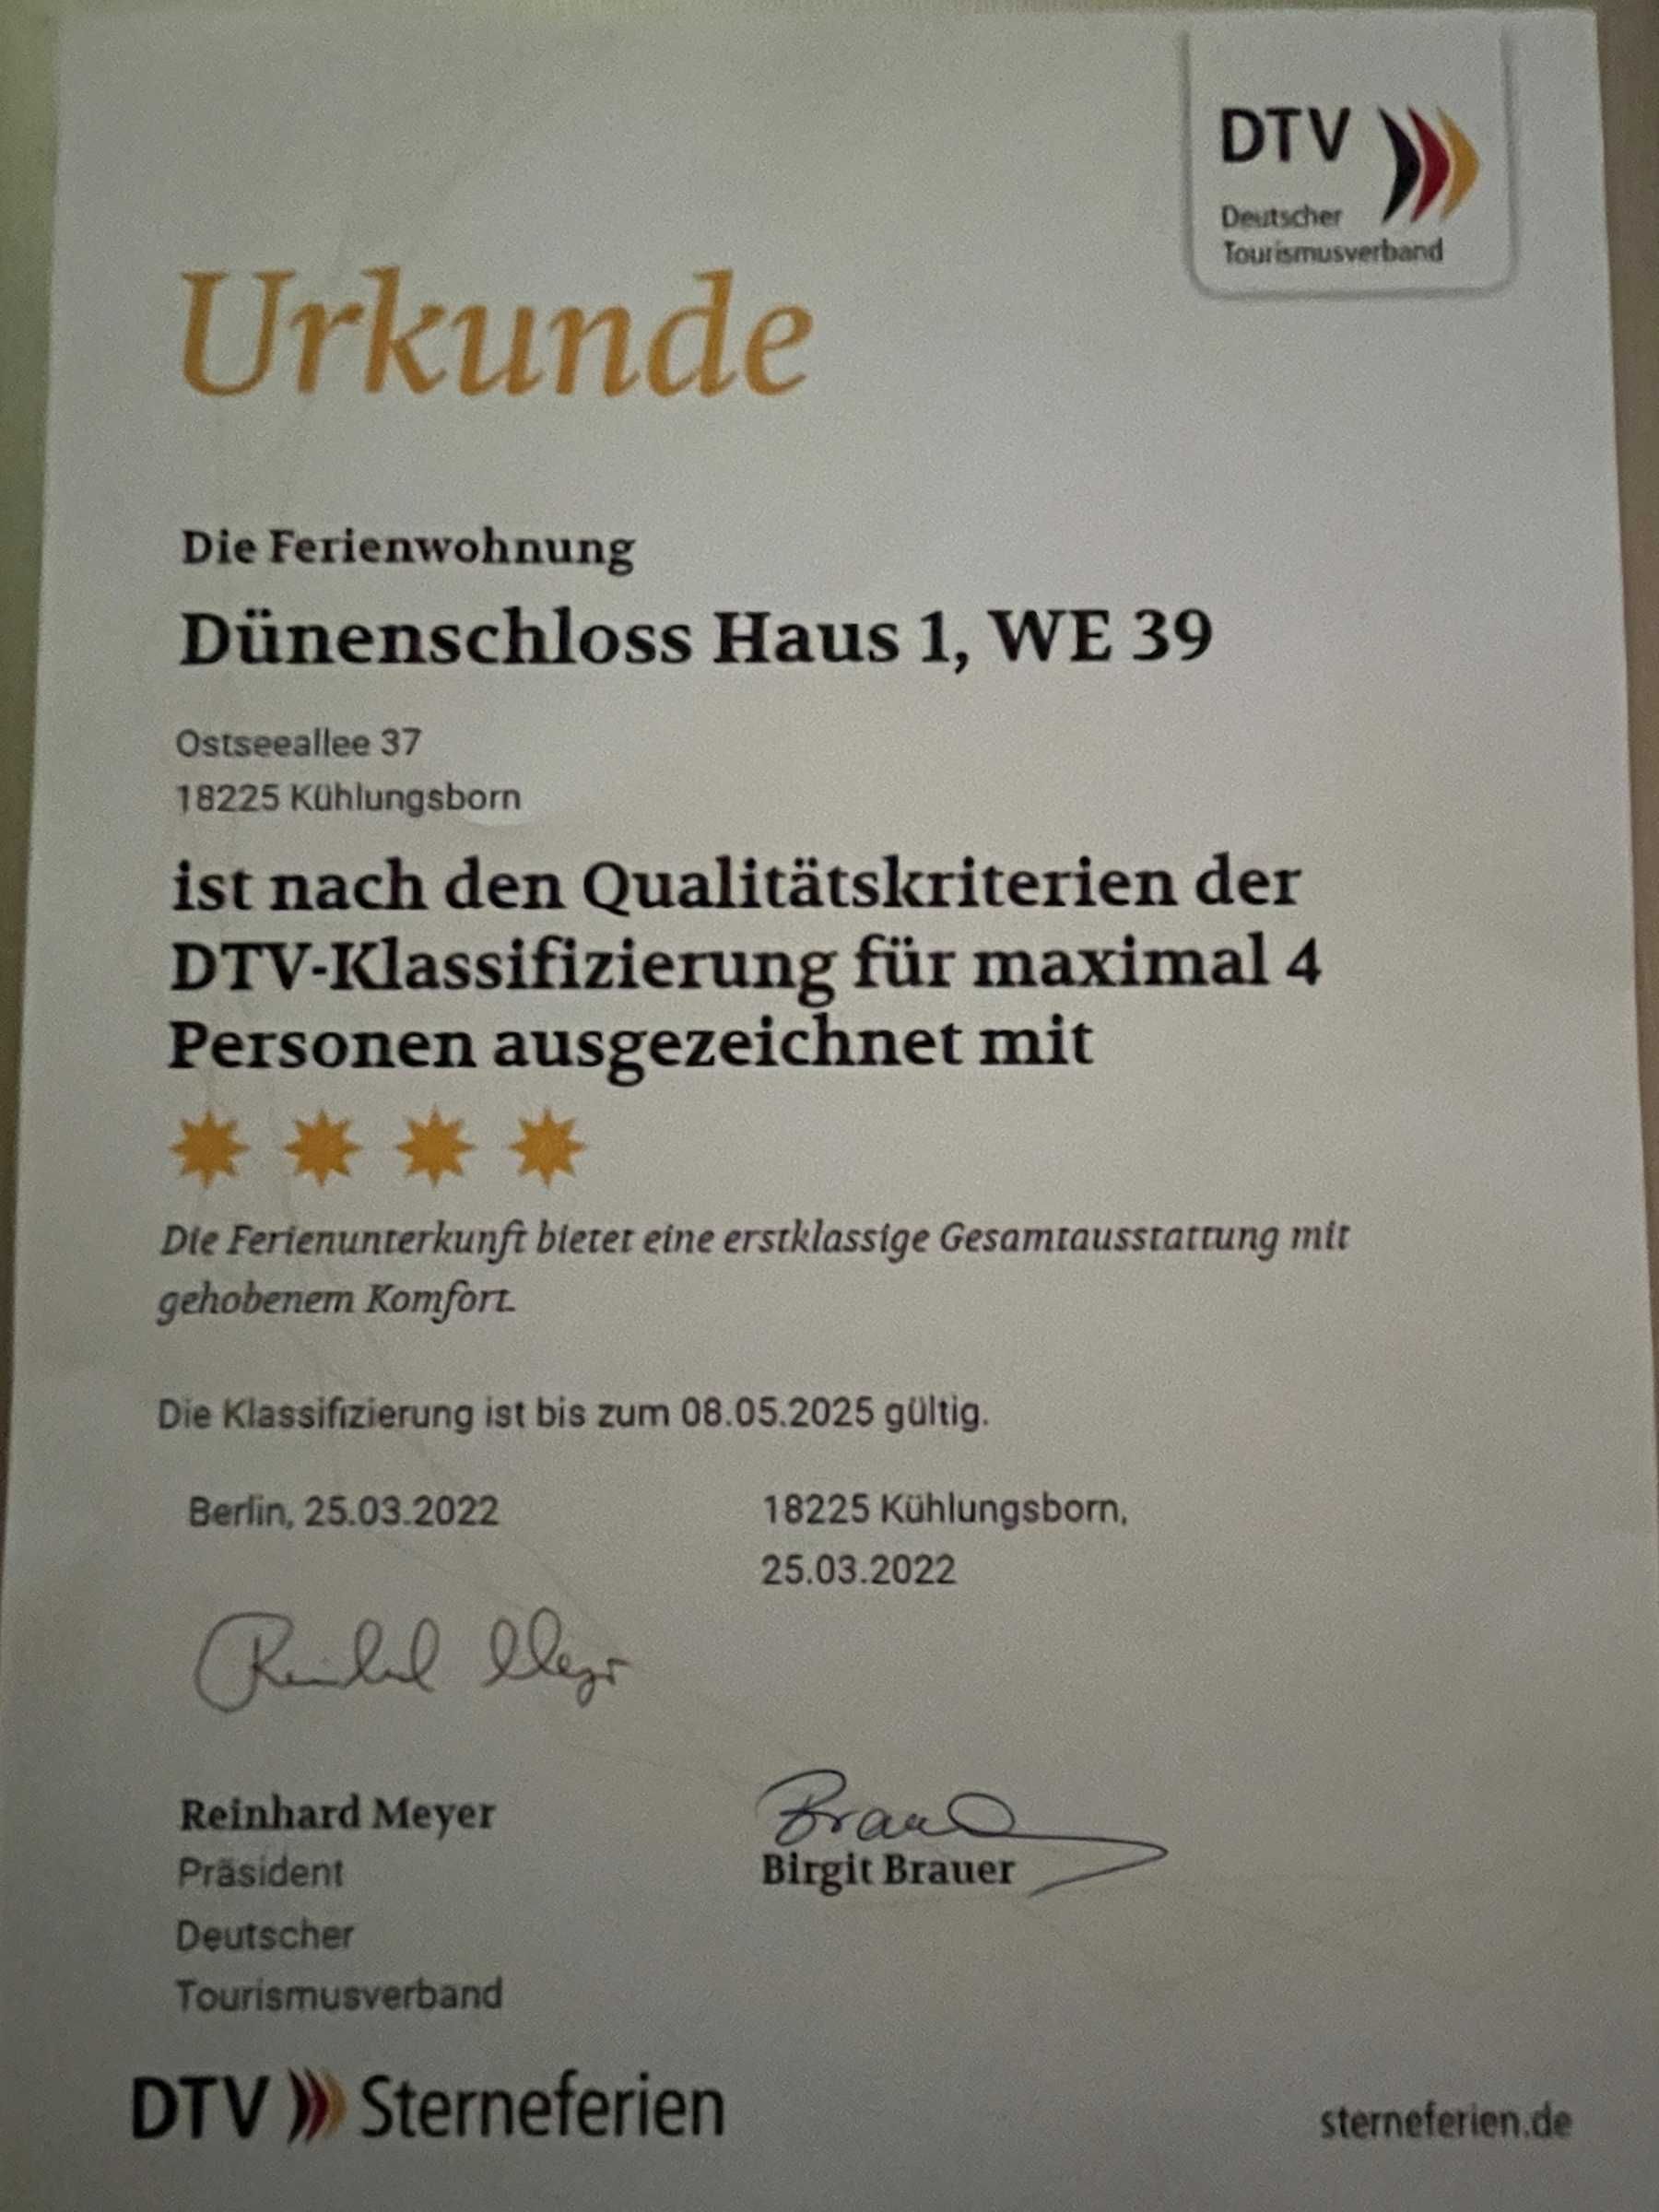 DTV
Deutscher
Tourismusverband
Urkunde
Die Ferienwohnung
Dünenschloss Haus 1, WE 39
Ostseeallee 37
18225 Kühlungsborn
ist nach den Qualitätskriterien der
DTV-Klassifizierung für maximal 4
Personen ausgezeichnet mit
Die Ferienunterkunft bietet eine erstklassige Gesamtausstattung mit
gehobenem Komfort.
Die Klassifizierung ist bis zum 08.05.2025 gültig.
Berlin, 25.03.2022
18225 Kühlungsborn,
25.03.2022
Reinhard Meyer
Reinhard Meyer
Präsident
Deutscher
Tourismusverband
Brauer
Birgit Brauer
DTV Sterneferien
sterneferien.de